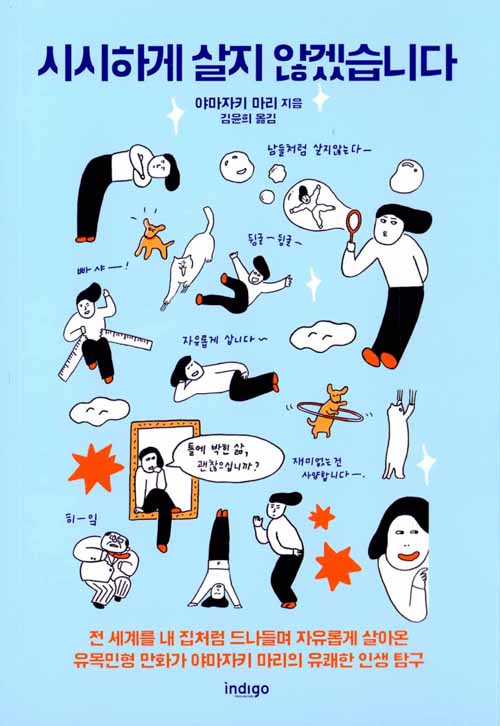 시시하게 살지 않겠습니다
야마자키 마리 지음
김윤희 옮김
남들처럼 살지않는다—
뒹굴~뒹굴~
빠샤—!
자유롭게 삽니다~
틀에 박힌 삶,
괜찮으십니까?
재미없는건
사양합니다—.
히—익
전 세계를 내 집처럼 드나들며 자유롭게 살아온
유목민형 만화가 야마자키 마리의 유쾌한 인생 탐구
indigo